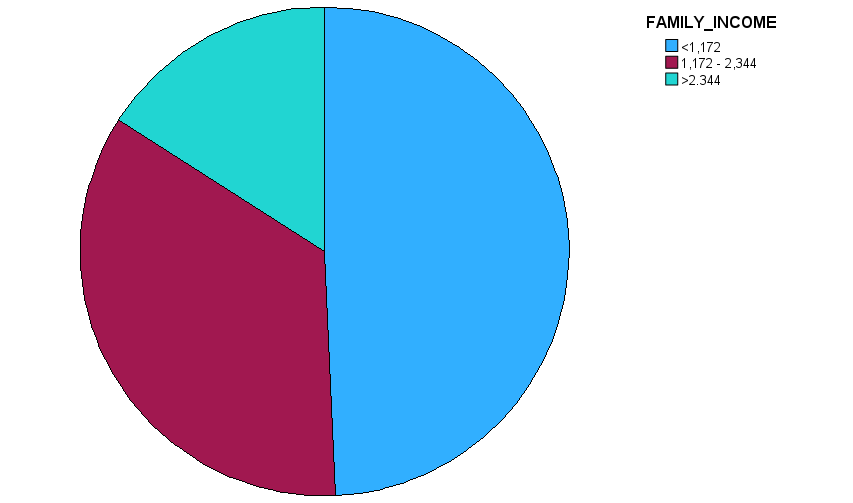 FAMILY_INCOME
<1,172
1,172 - 2,344
>2.344